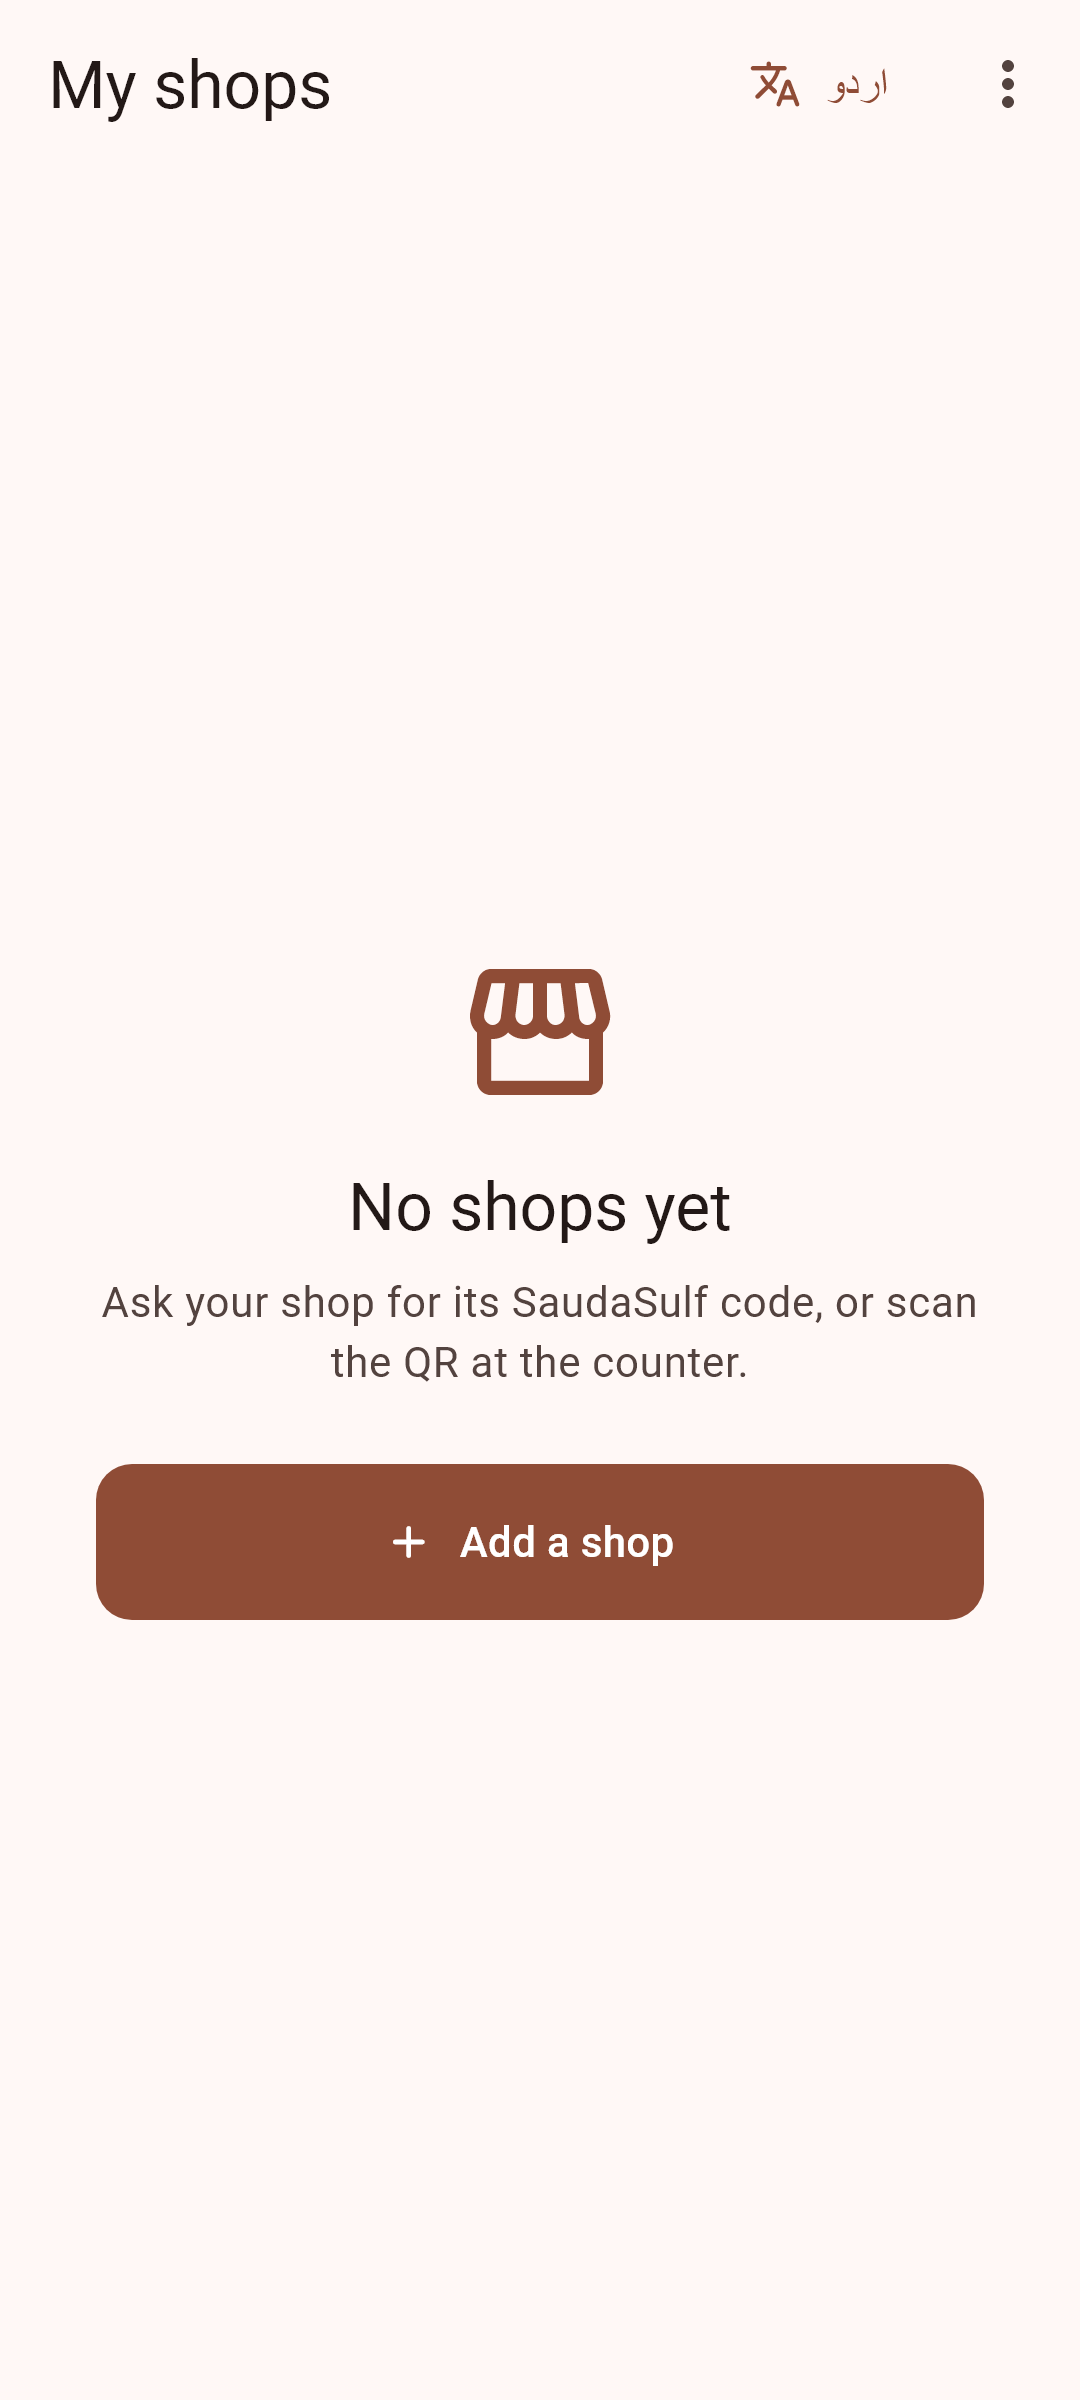 My shops
اردو
No shops yet
Ask your shop for its SaudaSulf code, or scan
the QR at the counter.
Add a shop